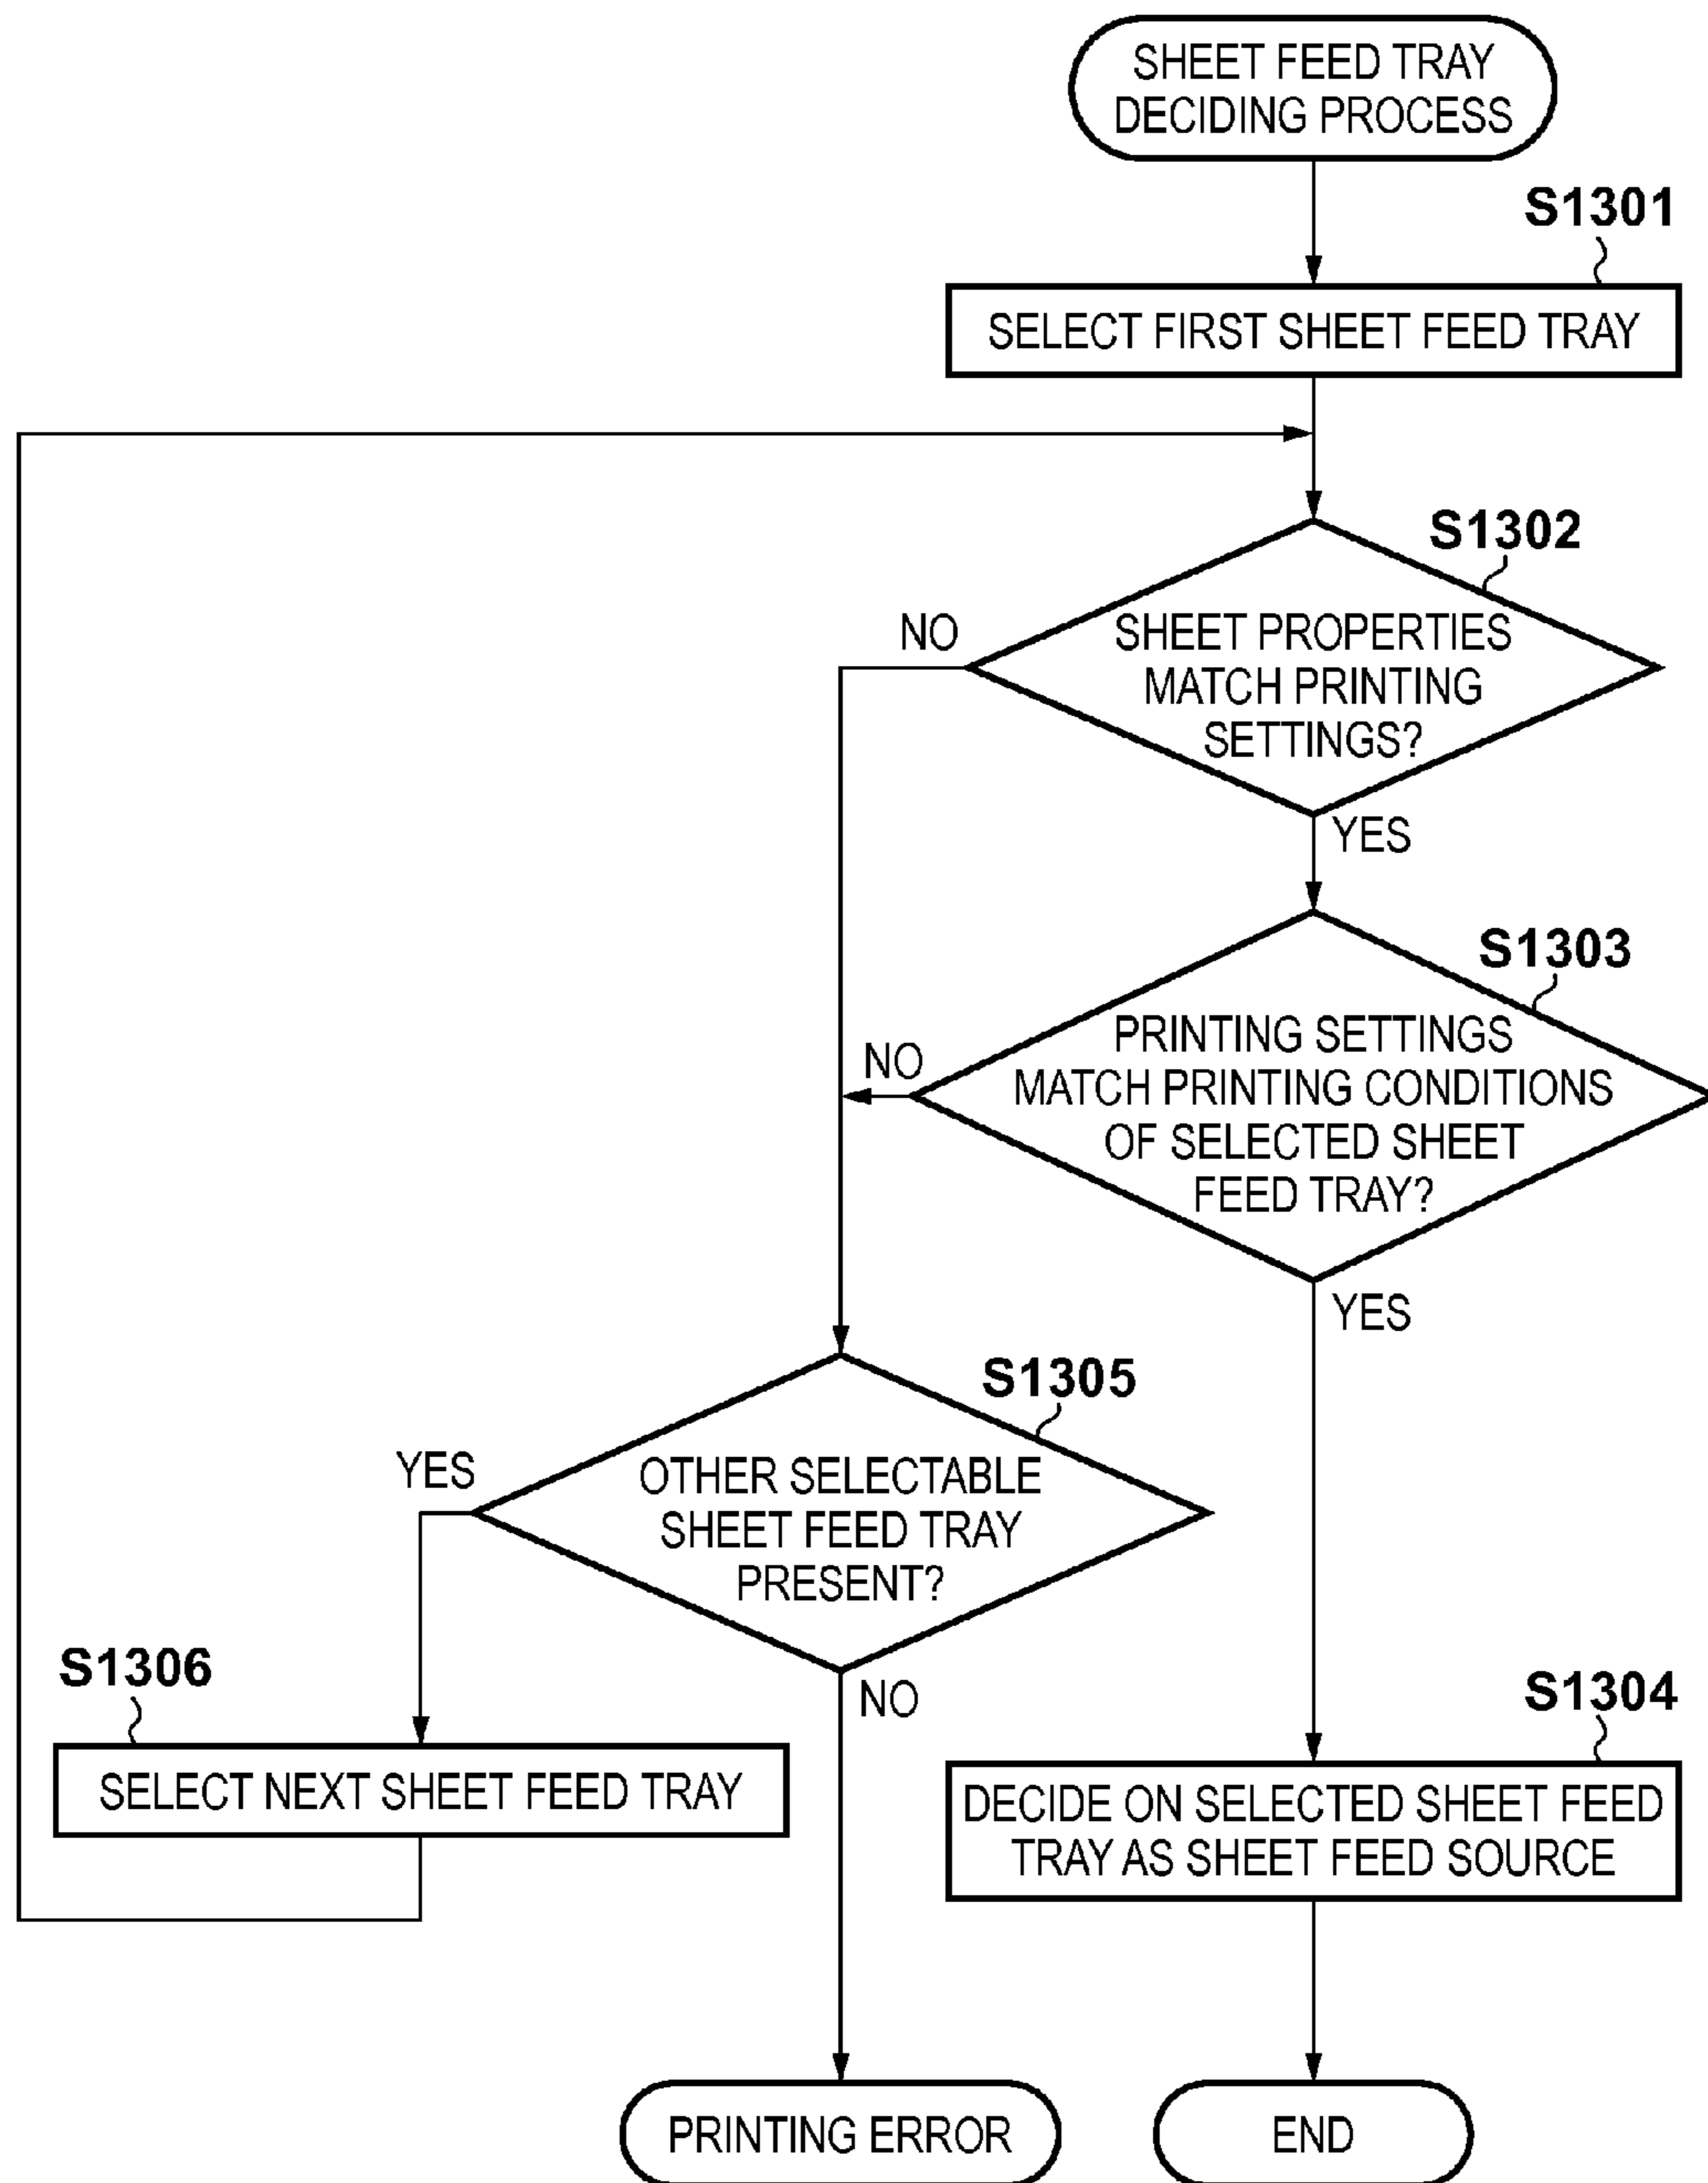 SHEET FEED TRAY
DECIDING PROCESS
S1301
SELECT FIRST SHEET FEED TRAY
S1302
NO
SHEET PROPERTIES
MATCH PRINTING
SETTINGS?
YES
S1303
NO
PRINTING SETTINGS
MATCH PRINTING CONDITIONS
OF SELECTED SHEET
FEED TRAY?
YES
S1305
YES
OTHER SELECTABLE
SHEET FEED TRAY
PRESENT?
NO
S1306
SELECT NEXT SHEET FEED TRAY
S1304
DECIDE ON SELECTED SHEET FEED
TRAY AS SHEET FEED SOURCE
PRINTING ERROR
END